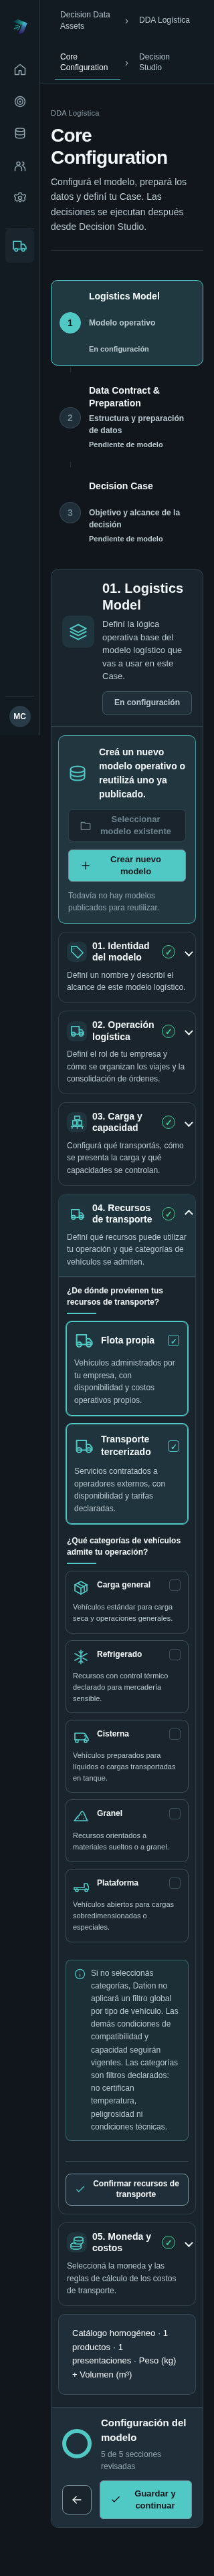 Decision Data
Assets
DDA Logística
Core
Configuration
Decision
Studio
DDA Logística
Core
Configuration
Configurá el modelo, prepará los
datos y definí tu Case. Las
decisiones se ejecutan después
desde Decision Studio.
Logistics Model
1
Modelo operativo
En configuración
Data Contract &
Preparation
2
Estructura y preparación
de datos
Pendiente de modelo
Decision Case
3
Objetivo y alcance de la
decisión
Pendiente de modelo
01. Logistics
Model
Definí la lógica
operativa base del
modelo logístico que
vas a usar en este
Case.
En configuración
MC
Creá un nuevo
modelo operativo o
reutilizá uno ya
publicado.
Seleccionar
modelo existente
Crear nuevo
modelo
Todavía no hay modelos
publicados para reutilizar.
01. Identidad
del modelo
Definí un nombre y describí el
alcance de este modelo logístico.
02. Operación
logística
Definí el rol de tu empresa y
cómo se organizan los viajes y la
consolidación de órdenes.
03. Carga y
capacidad
Configurá qué transportás, cómo
se presenta la carga y qué
capacidades se controlan.
04. Recursos
de transporte
Definí qué recursos puede utilizar
tu operación y qué categorías de
vehículos se admiten.
¿De dónde provienen tus
recursos de transporte?
Flota propia
Vehículos administrados por
tu empresa, con
disponibilidad y costos
operativos propios.
Transporte
tercerizado
Servicios contratados a
operadores externos, con
disponibilidad y tarifas
declaradas.
¿Qué categorías de vehículos
admite tu operación?
Carga general
Vehículos estándar para carga
seca y operaciones generales.
Refrigerado
Recursos con control térmico
declarado para mercadería
sensible.
Cisterna
Vehículos preparados para
líquidos o cargas transportadas
en tanque.
Granel
Recursos orientados a
materiales sueltos o a granel.
Plataforma
Vehículos abiertos para cargas
sobredimensionadas o
especiales.
Si no seleccionás
categorías, Dation no
aplicará un filtro global
por tipo de vehículo. Las
demás condiciones de
compatibilidad y
capacidad seguirán
vigentes. Las categorías
son filtros declarados:
no certifican
temperatura,
peligrosidad ni
condiciones técnicas.
Confirmar recursos de
transporte
05. Moneda y
costos
Seleccioná la moneda y las
reglas de cálculo de los costos
de transporte.
Catálogo homogéneo · 1
productos · 1
presentaciones · Peso (kg)
+ Volumen (m³)
Configuración del
modelo
5 de 5 secciones
revisadas
Guardar y
continuar